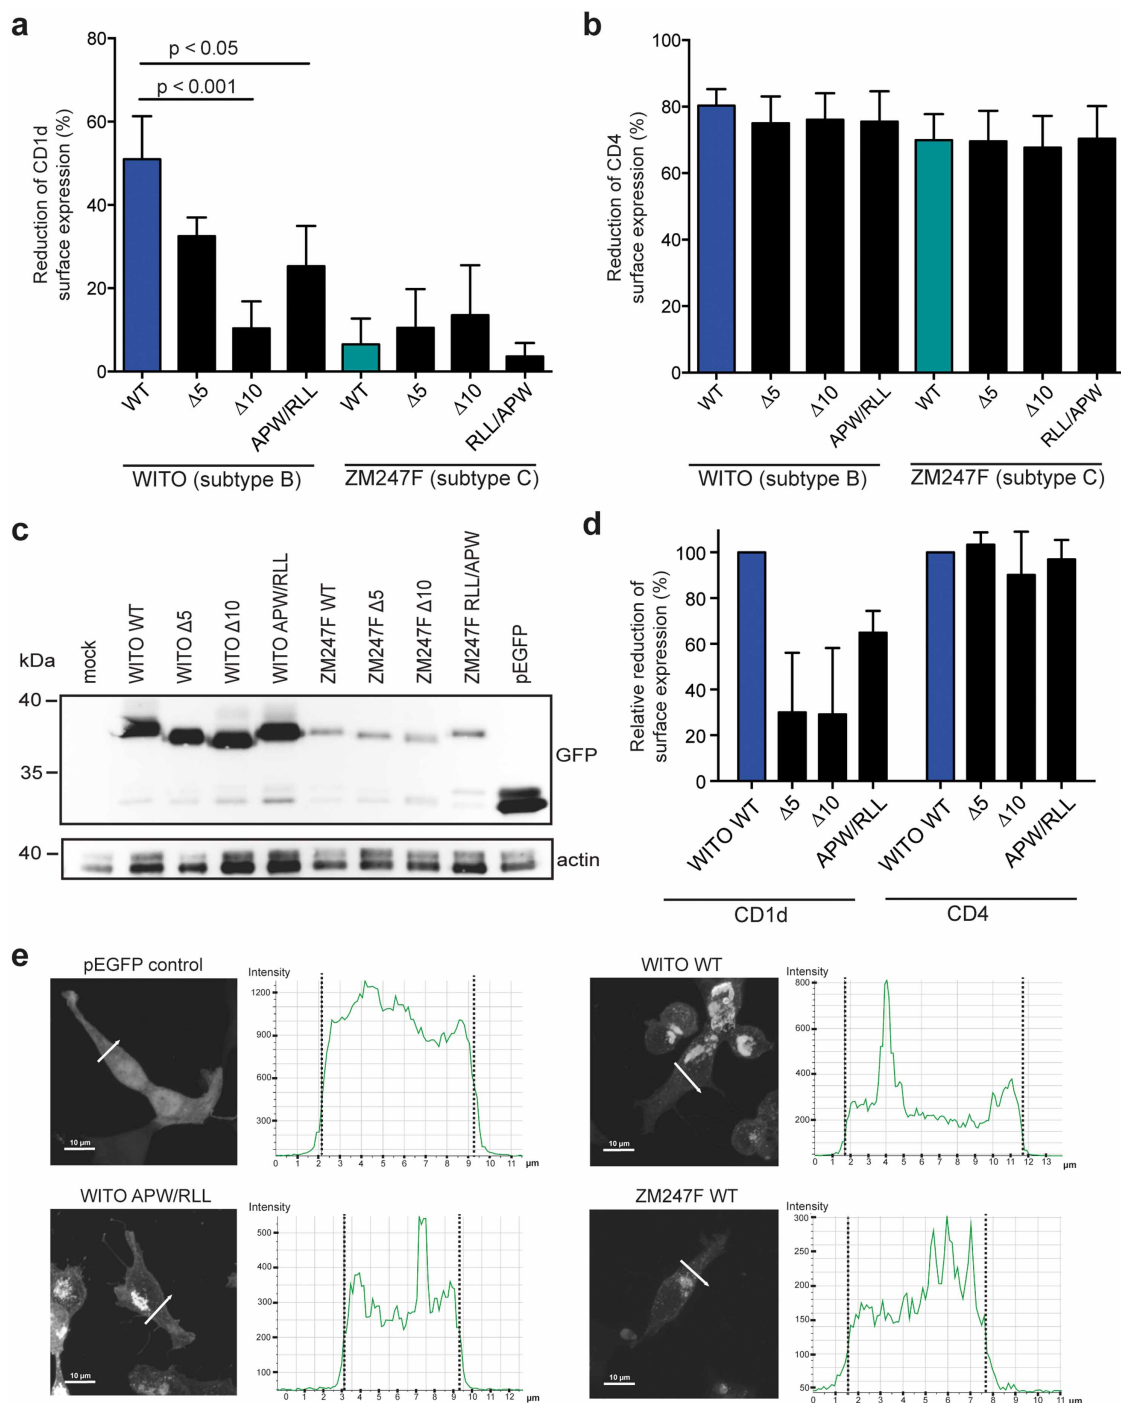 a
80
60
40
20
0
Reduction of CD1d
surface expression (%)
p < 0.05
p < 0.001
WT
Δ5
Δ10
APW/RLL
WT
Δ5
Δ10
RLL/APW
WITO (subtype B)
ZM247F (subtype C)
b
100
80
60
40
20
0
Reduction of CD4
surface expression (%)
WT
Δ5
Δ10
APW/RLL
WT
Δ5
Δ10
RLL/APW
WITO (subtype B)
ZM247F (subtype C)
c
kDa
mock
WITO WT
WITO Δ5
WITO Δ10
WITO APW/RLL
ZM247F WT
ZM247F Δ5
ZM247F Δ10
ZM247F RLL/APW
pEGFP
40
35
GFP
40
actin
d
100
80
60
40
20
0
Relative reduction of
surface expression (%)
WITO WT
Δ5
Δ10
APW/RLL
WITO WT
Δ5
Δ10
APW/RLL
CD1d
CD4
e
pEGFP control
10 µm
Intensity
1200
900
600
300
0 1 2 3 4 5 6 7 8 9 10 11 µm
WITO WT
10 µm
Intensity
800
600
400
200
0 1 2 3 4 5 6 7 8 9 10 11 12 13 µm
WITO APW/RLL
10 µm
Intensity
500
400
300
200
100
0 1 2 3 4 5 6 7 8 9 10 11 12 13 µm
ZM247F WT
10 µm
Intensity
300
250
200
150
100
50
0 1 2 3 4 5 6 7 8 9 10 11 µm